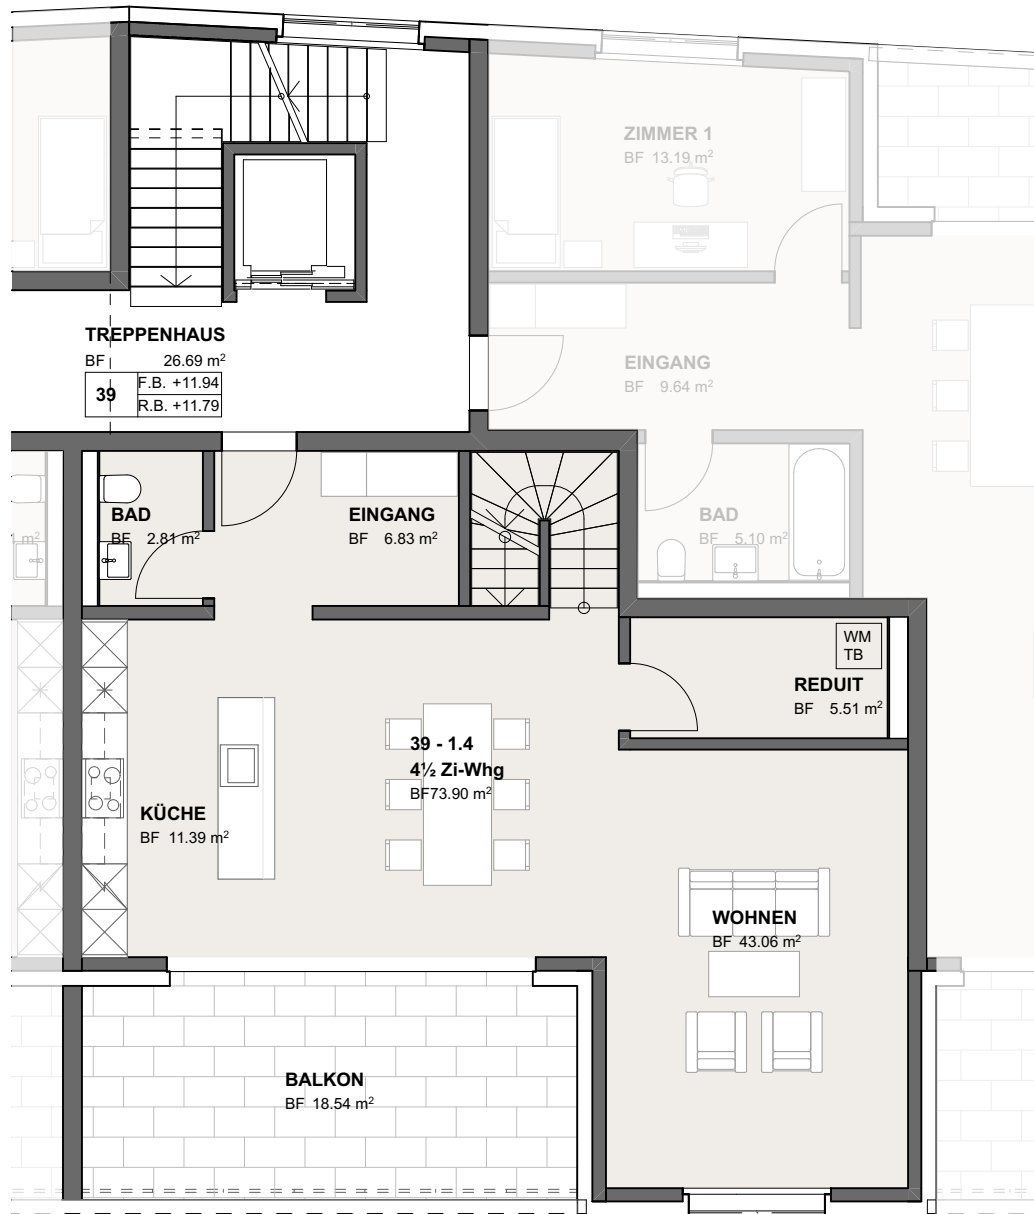 ZIMMER 1
BF 13.19 m²
TREPPENHAUS
BF 26.69 m²
39
F.B. +11.94
R.B. +11.79
EINGANG
BF 9.64 m²
BAD
BF 2.81 m²
EINGANG
BF 6.83 m²
BAD
BF 5.10 m²
m²
WM
TB
REDUIT
BF 5.51 m²
39 - 1.4
4½ Zi-Whg
BF73.90 m²
KÜCHE
BF 11.39 m²
WOHNEN
BF 43.06 m²
BALKON
BF 18.54 m²